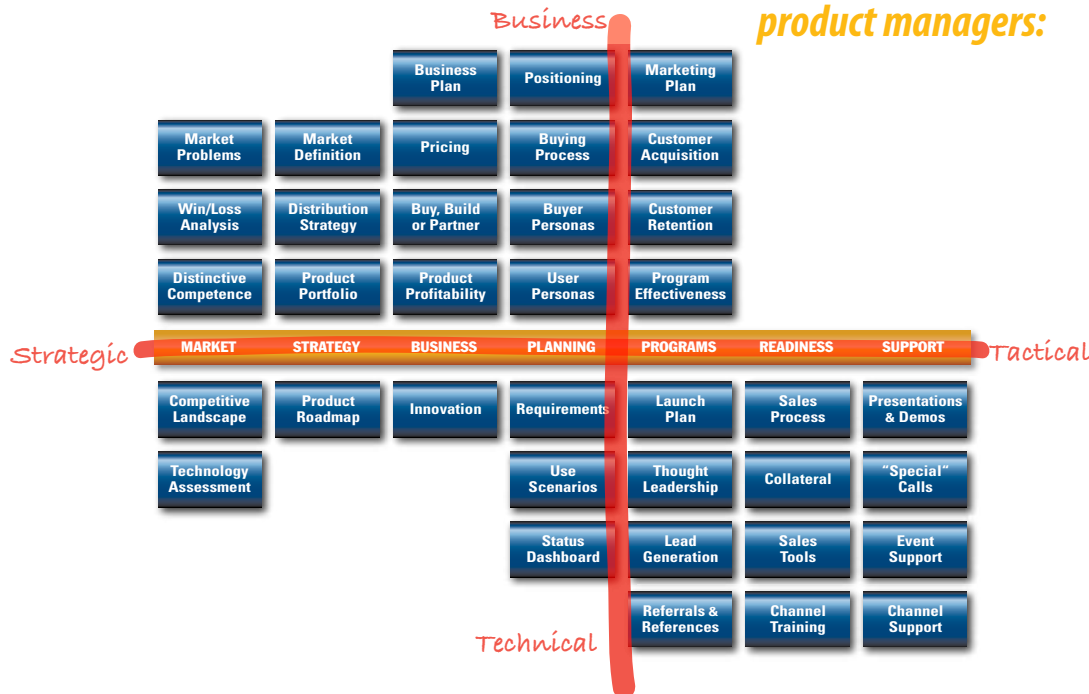 Business
product managers:
Business
Plan
Positioning
Marketing
Plan
Market
Problems
Market
Definition
Pricing
Buying
Process
Customer
Acquisition
Win/Loss
Analysis
Distribution
Strategy
Buy, Build
or Partner
Buyer
Personas
Customer
Retention
Distinctive
Competence
Product
Portfolio
Product
Profitability
User
Personas
Program
Effectiveness
Strategic
MARKET
STRATEGY
BUSINESS
PLANNING
PROGRAMS
READINESS
SUPPORT
Tactical
Competitive
Landscape
Product
Roadmap
Innovation
Requirements
Launch
Plan
Sales
Process
Presentations
& Demos
Technology
Assessment
Use
Scenarios
Thought
Leadership
Collateral
“Special“
Calls
Status
Dashboard
Lead
Generation
Sales
Tools
Event
Support
Referrals &
References
Channel
Training
Channel
Support
Technical